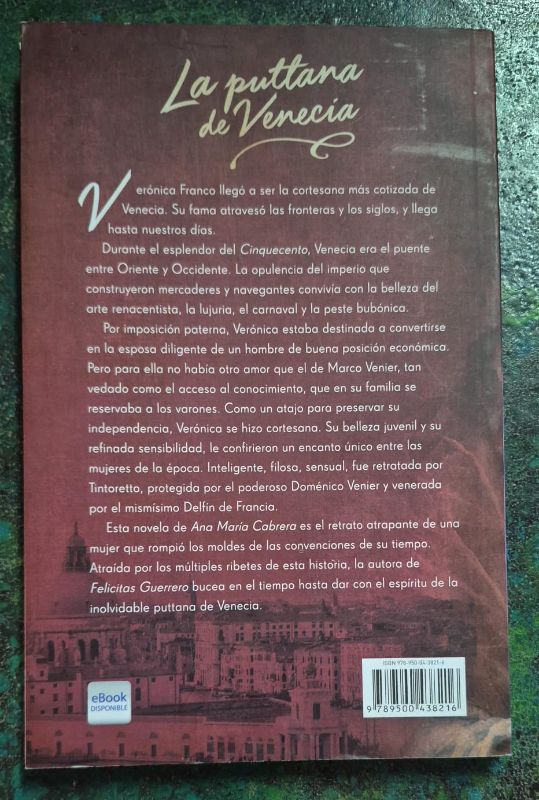 La puttana
de Venecia
Verónica Franco llegó a ser la cortesana más cotizada de
Venecia. Su fama atravesó las fronteras y los siglos, y llega
hasta nuestros días.
Durante el esplendor del Cinquecento, Venecia era el puente
entre Oriente y Occidente. La opulencia del imperio que
construyeron mercaderes y navegantes convivía con la belleza del
arte renacentista, la lujuria, el carnaval y la peste bubónica.
Por imposición paterna, Verónica estaba destinada a convertirse
en la esposa diligente de un hombre de buena posición económica.
Pero para ella no había otro amor que el de Marco Venier, tan
vedado como el acceso al conocimiento, que en su familia se
reservaba a los varones. Como un atajo para preservar su
independencia, Verónica se hizo cortesana. Su belleza juvenil y su
refinada sensibilidad, le confirieron un encanto único entre las
mujeres de la época. Inteligente, filosa, sensual, fue retratada por
Tintoretto, protegida por el poderoso Doménico Venier y venerada
por el mismísimo Delfín de Francia.
Esta novela de Ana María Cabrera es el retrato atrapante de una
mujer que rompió los moldes de las convenciones de su tiempo.
Atraída por los múltiples ribetes de esta historia, la autora de
Felicitas Guerrero bucea en el tiempo hasta dar con el espíritu de la
inolvidable puttana de Venecia.
eBook
DISPONIBLE
ISBN 978-950-04-3821-6
9 789500 438216